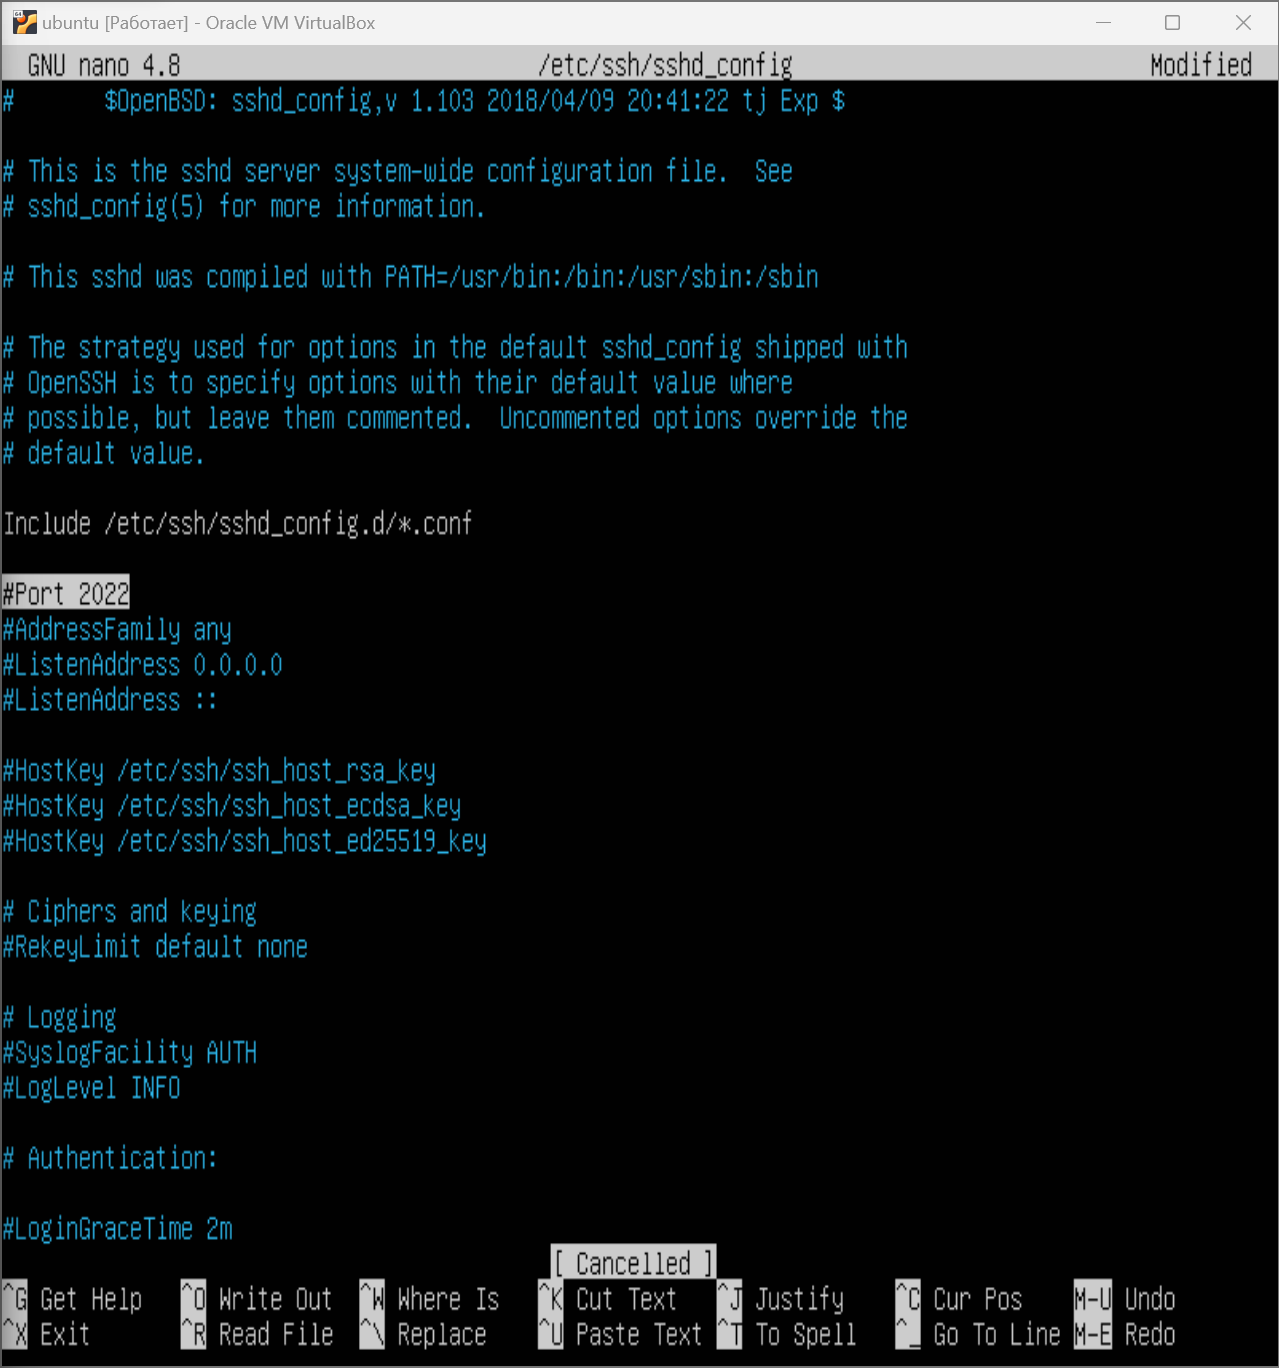 ubuntu [Работает] - Oracle VM VirtualBox
GNU nano 4.8 /etc/ssh/sshd_config Modified
# $OpenBSD: sshd_config,v 1.103 2018/04/09 20:41:22 tj Exp $
# This is the sshd server system-wide configuration file. See
# sshd_config(5) for more information.
# This sshd was compiled with PATH=/usr/bin:/bin:/usr/sbin:/sbin
# The strategy used for options in the default sshd_config shipped with
# OpenSSH is to specify options with their default value where
# possible, but leave them commented. Uncommented options override the
# default value.
Include /etc/ssh/sshd_config.d/*.conf
#Port 2022
#AddressFamily any
#ListenAddress 0.0.0.0
#ListenAddress ::
#HostKey /etc/ssh/ssh_host_rsa_key
#HostKey /etc/ssh/ssh_host_ecdsa_key
#HostKey /etc/ssh/ssh_host_ed25519_key
# Ciphers and keying
#RekeyLimit default none
# Logging
#SyslogFacility AUTH
#LogLevel INFO
# Authentication:
#LoginGraceTime 2m
[ Cancelled ]
^G Get Help ^O Write Out ^W Where Is ^K Cut Text ^J Justify ^C Cur Pos M-U Undo
^X Exit ^R Read File ^\ Replace ^U Paste Text ^T To Spell ^_ Go To Line M-E Redo